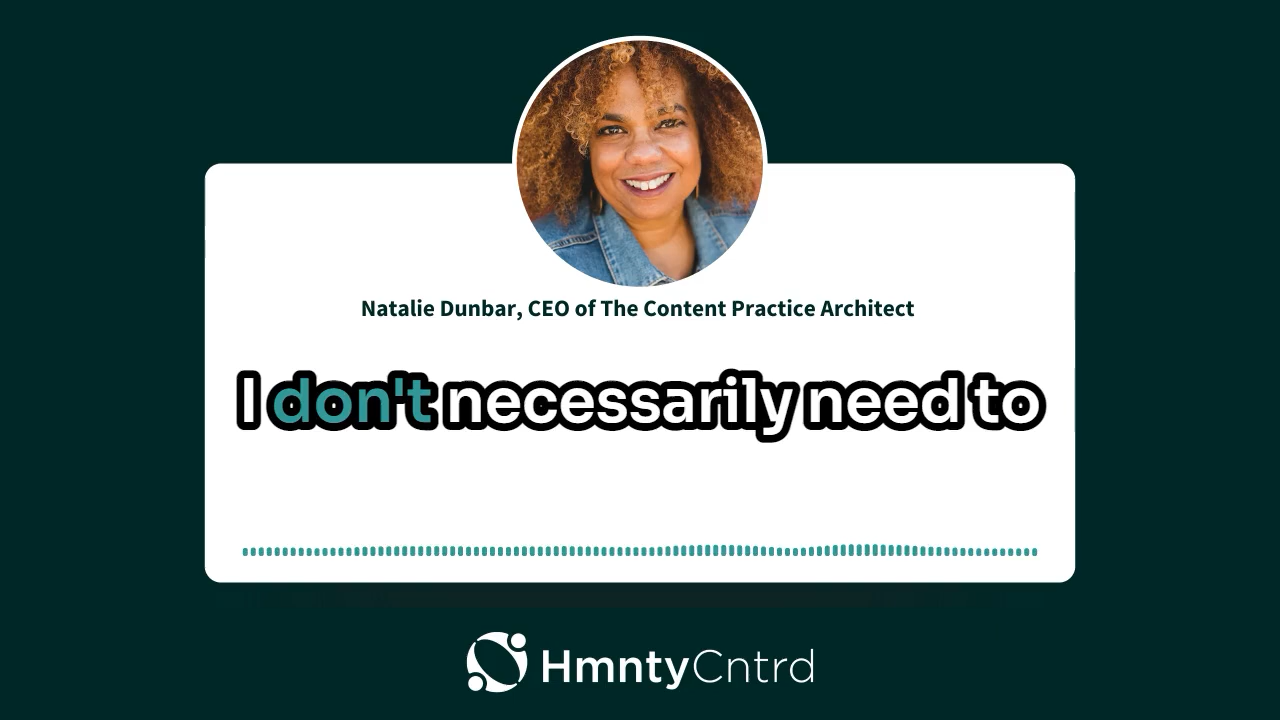 Natalie Dunbar, CEO of The Content Practice Architect
I don't necessarily need to
HmntyCntrd